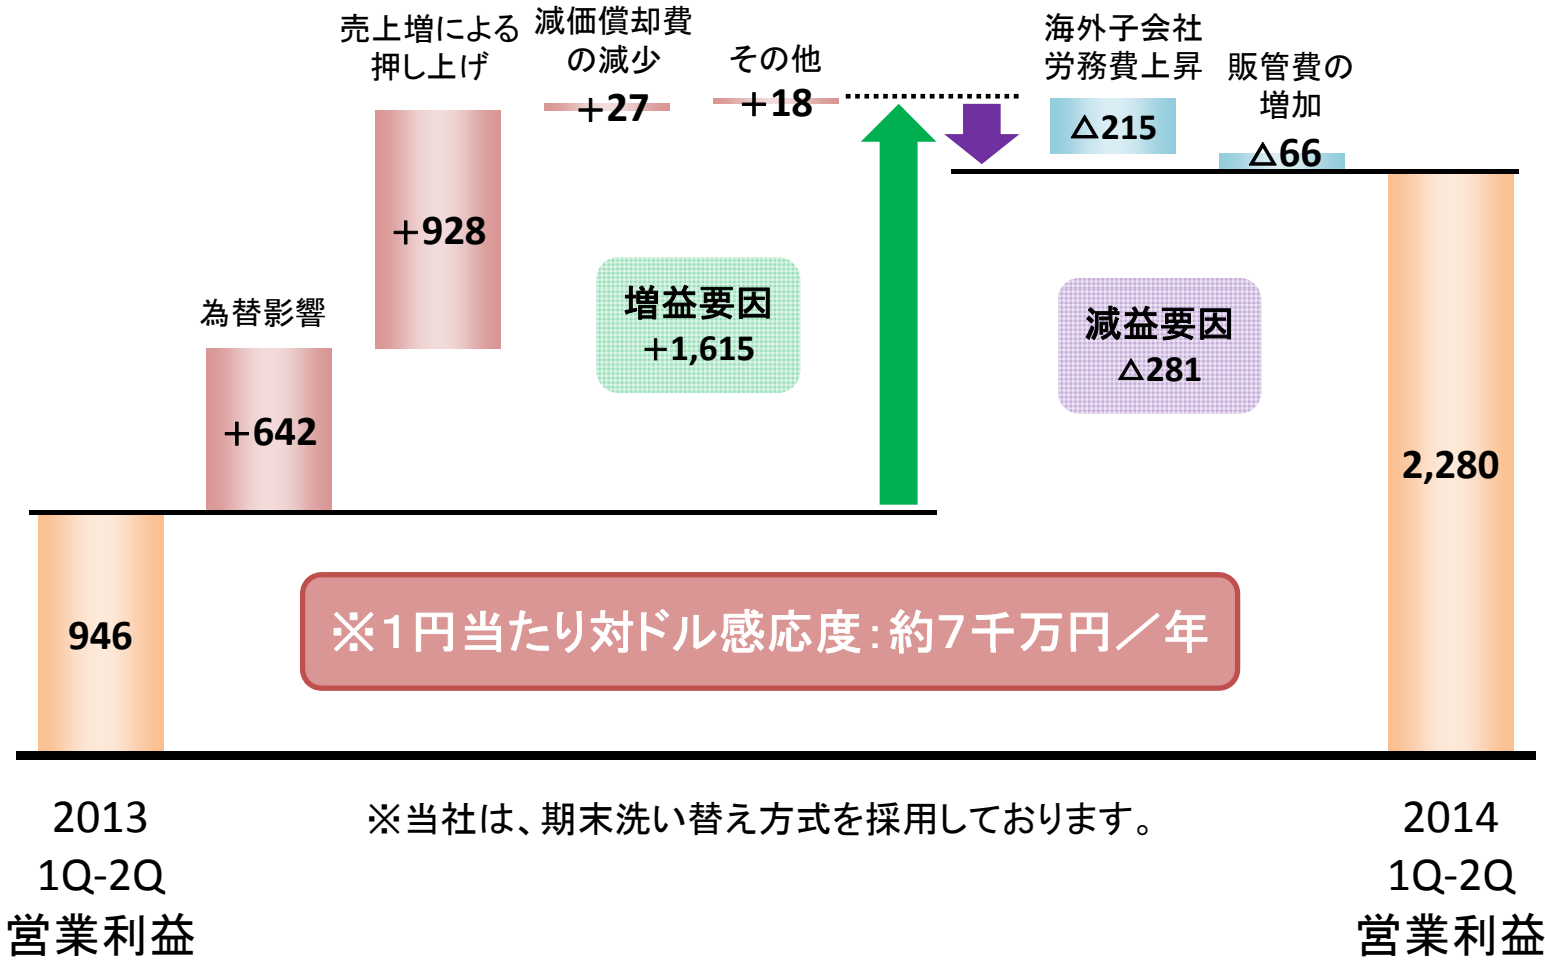 売上増による
押し上げ
+928
減価償却費
の減少
+27
その他
+18
海外子会社
労務費上昇
△215
販管費の
増加
△66
為替影響
+642
増益要因
+1,615
減益要因
△281
946
2,280
※1円当たり対ドル感応度:約7千万円／年
※当社は、期末洗い替え方式を採用しております。
2013
1Q-2Q
営業利益
2014
1Q-2Q
営業利益